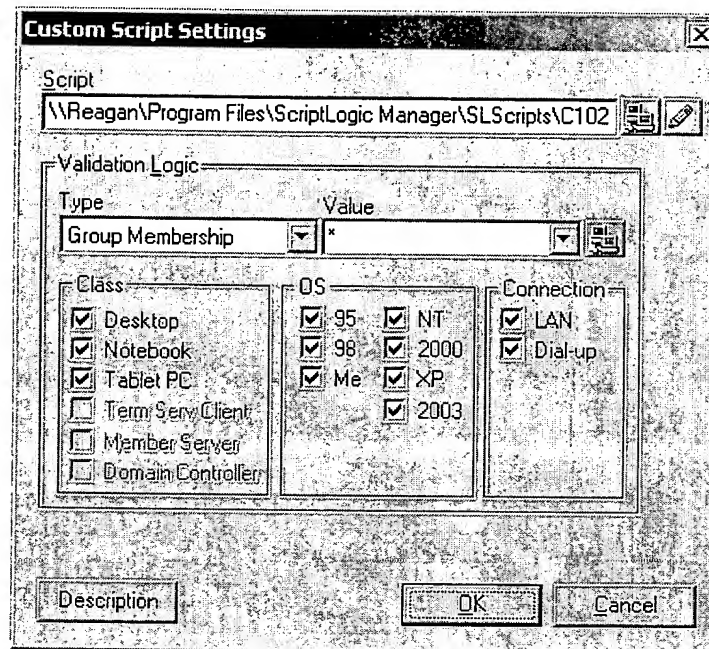 Custom Script Settings
Script
\\Reagan\Program Files\ScriptLogic Manager\SLScripts\C102
Validation Logic
Type Value
Group Membership *
Class OS Connection
Desktop 95 NT LAN
Notebook 98 2000 Dial-up
Tablet PC Me XP
Term Serv Client 2003
Member Server
Domain Controller
Description OK Cancel